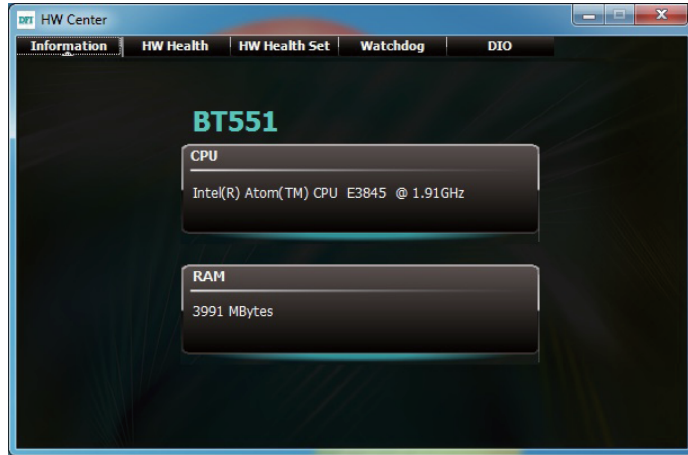 DFI HW Center
Information HW Health HW Health Set Watchdog DIO
BT551
CPU
Intel(R) Atom(TM) CPU E3845 @ 1.91GHz
RAM
3991 MBytes